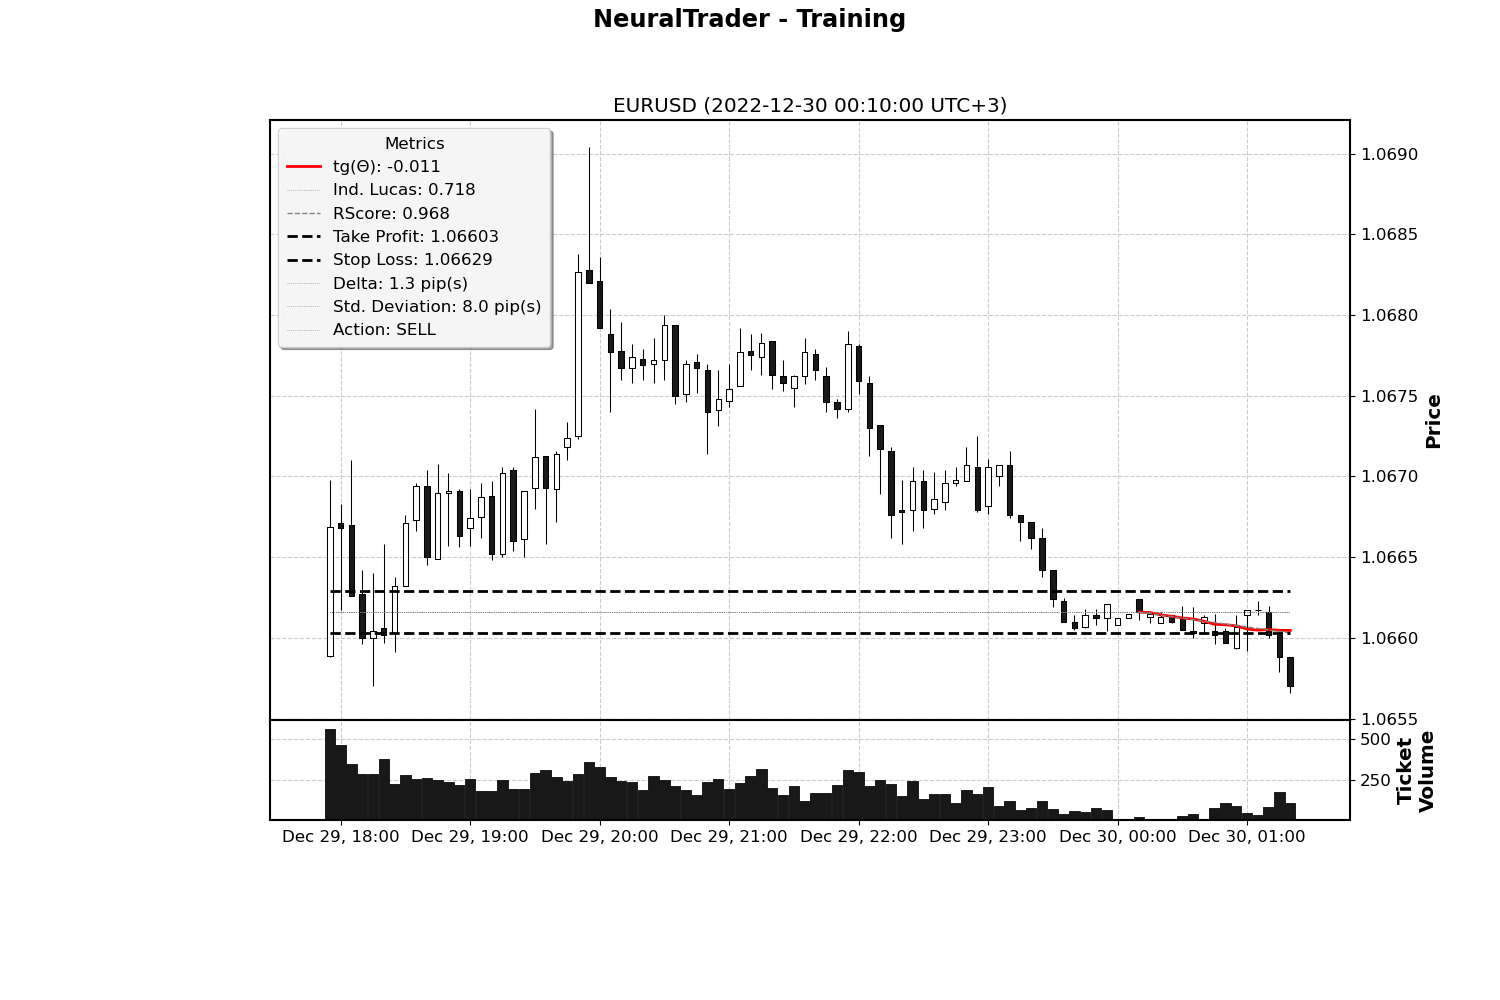 NeuralTrader - Training
EURUSD (2022-12-30 00:10:00 UTC+3)
Metrics
tg(Θ): -0.011
Ind. Lucas: 0.718
RScore: 0.968
Take Profit: 1.06603
Stop Loss: 1.06629
Delta: 1.3 pip(s)
Std. Deviation: 8.0 pip(s)
Action: SELL
1.0690
1.0685
1.0680
1.0675
1.0670
1.0665
1.0660
1.0655
Price
500
250
Ticket
Volume
Dec 29, 18:00
Dec 29, 19:00
Dec 29, 20:00
Dec 29, 21:00
Dec 29, 22:00
Dec 29, 23:00
Dec 30, 00:00
Dec 30, 01:00